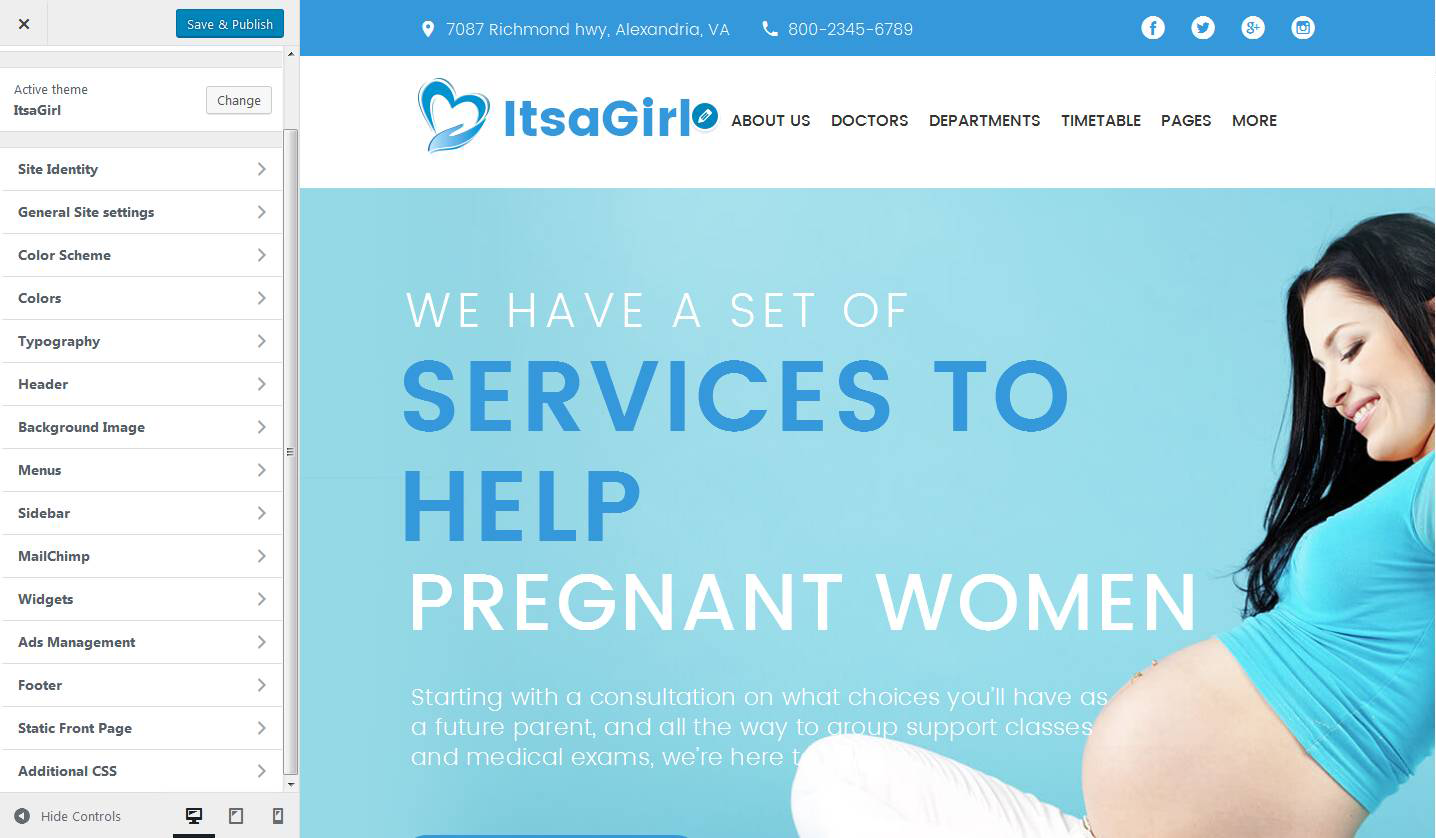 Save & Publish
Active theme
ItsaGirl
Change
Site Identity
General Site settings
Color Scheme
Colors
Typography
Header
Background Image
Menus
Sidebar
MailChimp
Widgets
Ads Management
Footer
Static Front Page
Additional CSS
Hide Controls
7087 Richmond hwy, Alexandria, VA 800-2345-6789
ItsaGirl
ABOUT US DOCTORS DEPARTMENTS TIMETABLE PAGES MORE
WE HAVE A SET OF
SERVICES TO
HELP
PREGNANT WOMEN
Starting with a consultation on what choices you'll have as
a future parent, and all the way to group support classes
and medical exams, we're here